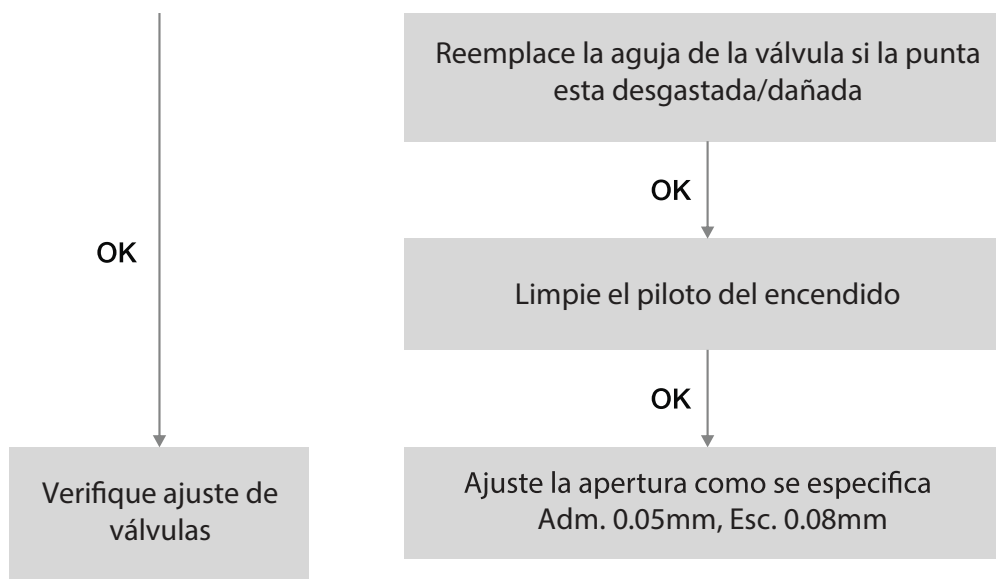 Reemplace la aguja de la válvula si la punta
esta desgastada/dañada
OK
OK
Limpie el piloto del encendido
OK
Verifique ajuste de
válvulas
Ajuste la apertura como se especifica
Adm. 0.05mm, Esc. 0.08mm